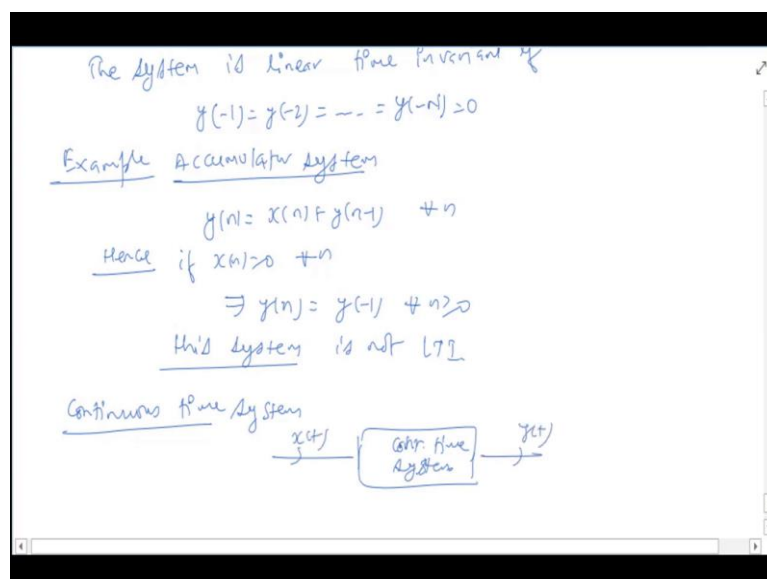 The system is linear time invariant if
y(-1) = y(-2) = --- = y(-N) = 0
Example Accumulator system
y(n) = x(n) + y(n-1) ∀ n
Hence if x(n) = 0 ∀ n
⇒ y(n) = y(-1) ∀ n ≥ 0
this system is not LTI
Continuous time system
x(t) y(t)
Cont. time
system